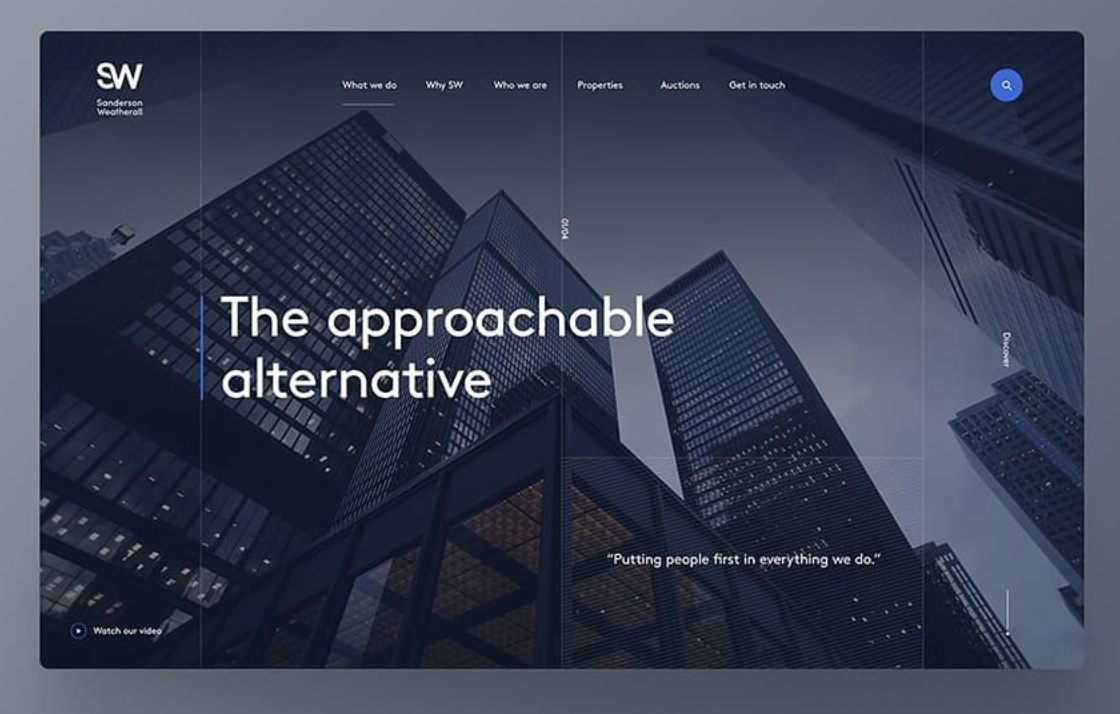 SW
Sanderson
Weatherall
What we do
Why SW
Who we are
Properties
Auctions
Get in touch
01/04
The approachable
alternative
Discover
“Putting people first in everything we do.”
Watch our video